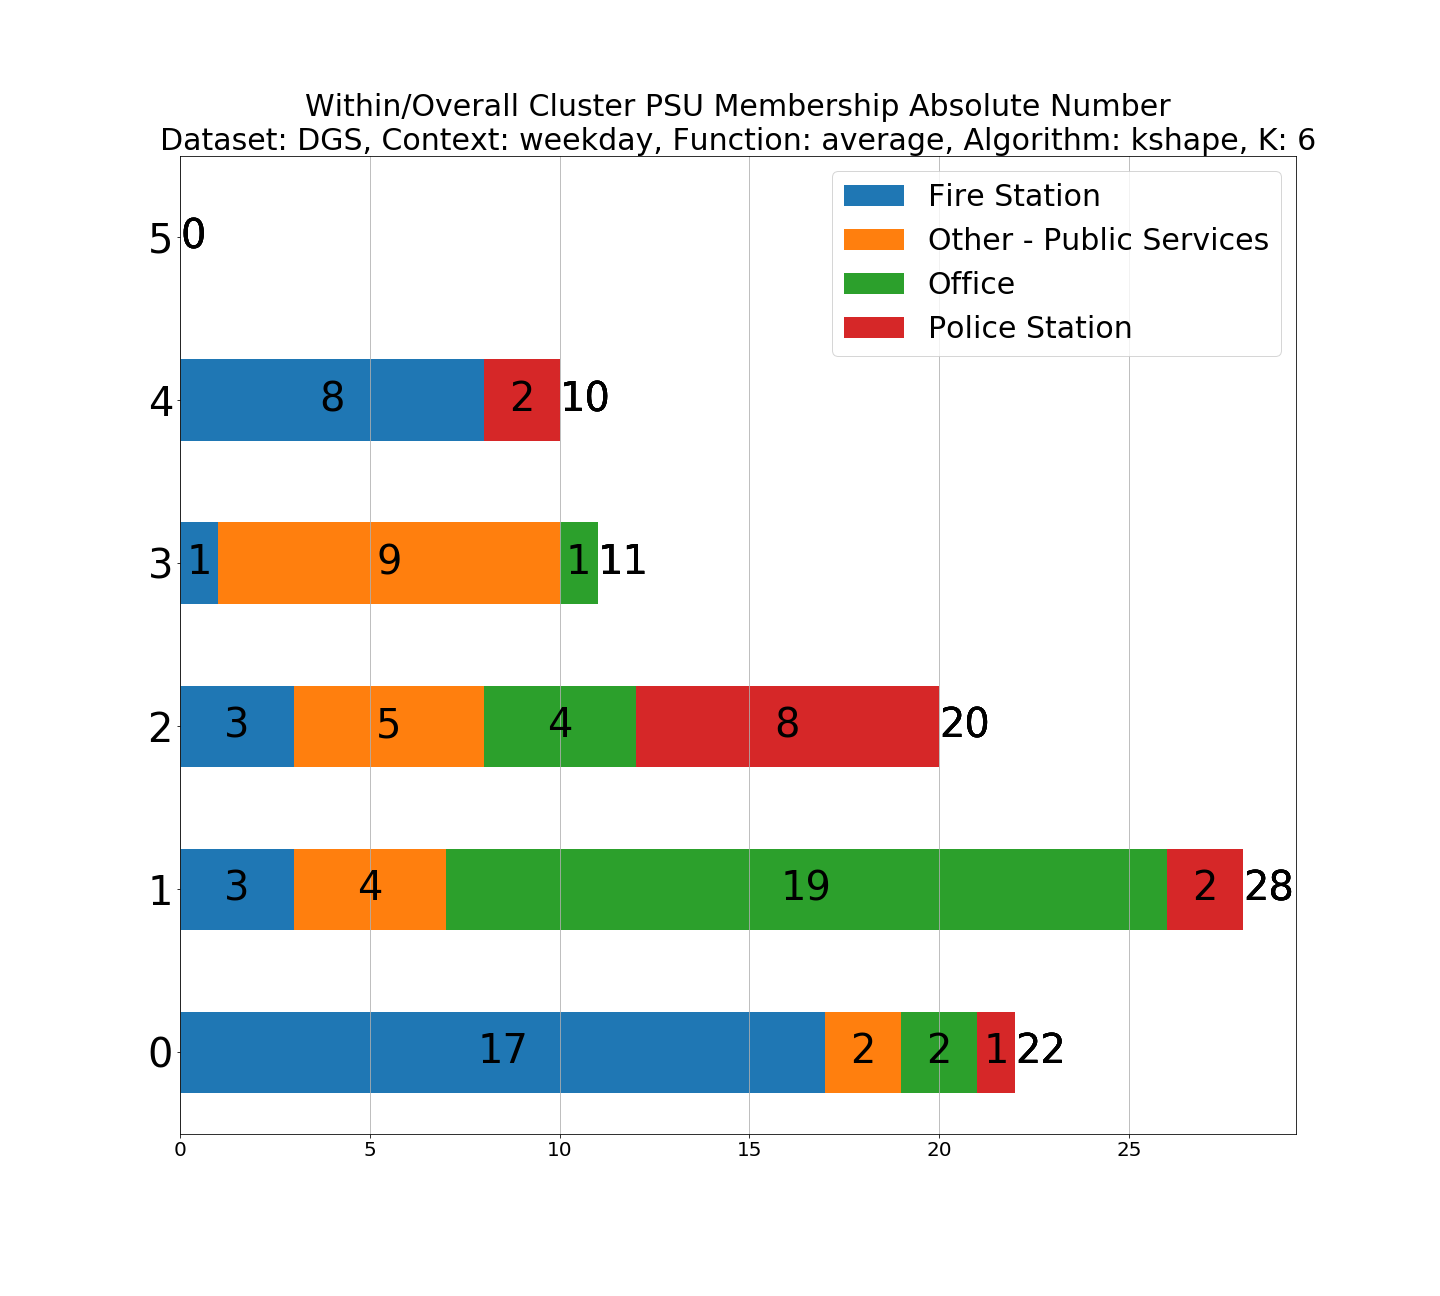 Within/Overall Cluster PSU Membership Absolute Number
Dataset: DGS, Context: weekday, Function: average, Algorithm: kshape, K: 6
Fire Station
Other - Public Services
Office
Police Station
5 0
4 8 2 10
3 1 9 1 11
2 3 5 4 8 20
1 3 4 19 2 28
0 17 2 2 1 22
0 5 10 15 20 25